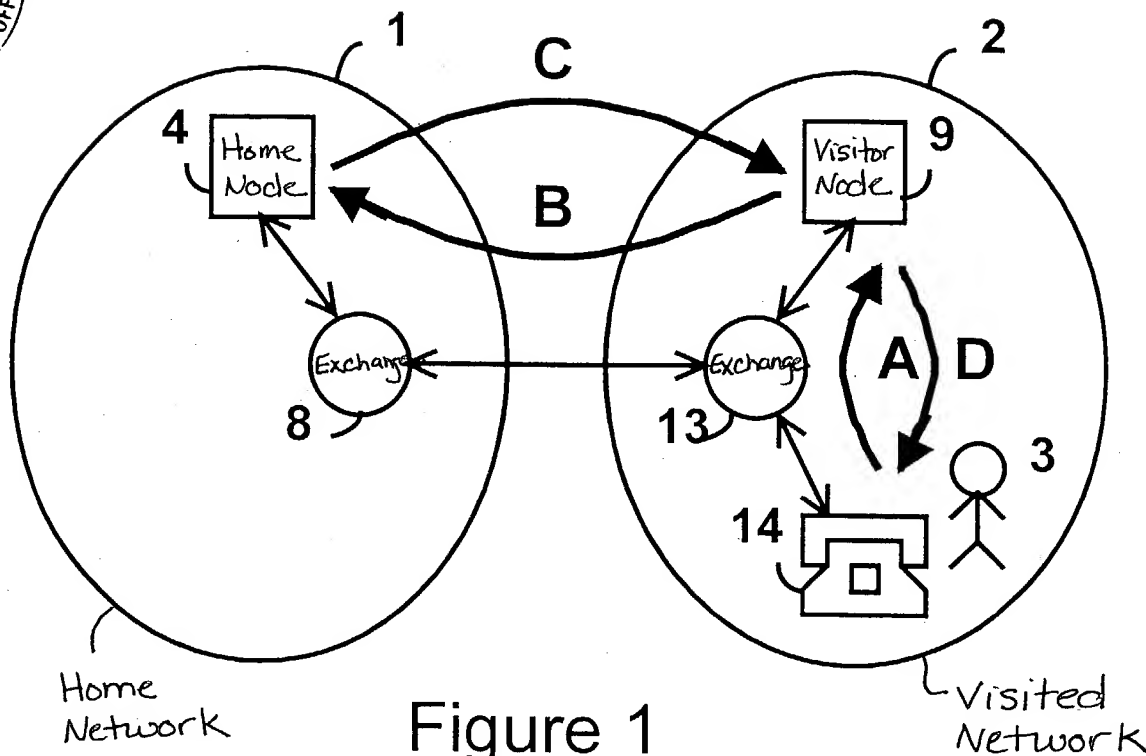 OFF
1
2
C
4
Home
Node
Visitor
Node
9
B
Exchange
Exchange
A
D
8
13
3
14
Home
Network
Visited
Network
Figure 1